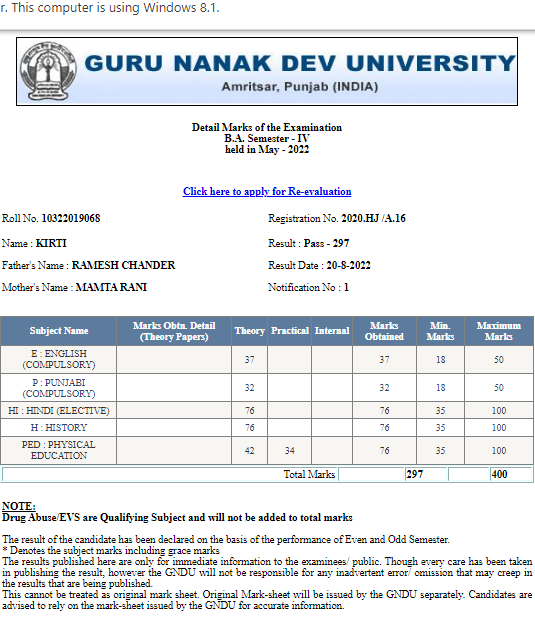 r. This computer is using Windows 8.1.
GURU NANAK DEV UNIVERSITY
Amritsar, Punjab (INDIA)
Detail Marks of the Examination
B.A. Semester - IV
held in May - 2022
Click here to apply for Re-evaluation
Roll No. 10322019068 Registration No. 2020.HJ /A.16
Name : KIRTI Result : Pass - 297
Father's Name : RAMESH CHANDER Result Date : 20-8-2022
Mother's Name : MAMTA RANI Notification No : 1
Subject Name Marks Obtn. Detail (Theory Papers) Theory Practical Internal Marks Obtained Min. Marks Maximum Marks
E : ENGLISH (COMPULSORY) 37 37 18 50
P : PUNJABI (COMPULSORY) 32 32 18 50
HI : HINDI (ELECTIVE) 76 76 35 100
H : HISTORY 76 76 35 100
PED : PHYSICAL EDUCATION 42 34 76 35 100
Total Marks 297 400
NOTE:
Drug Abuse/EVS are Qualifying Subject and will not be added to total marks
The result of the candidate has been declared on the basis of the performance of Even and Odd Semester.
* Denotes the subject marks including grace marks
The results published here are only for immediate information to the examinees/ public. Though every care has been taken
in publishing the result, however the GNDU will not be responsible for any inadvertent error/ omission that may creep in
the results that are being published.
This cannot be treated as original mark sheet. Original Mark-sheet will be issued by the GNDU separately. Candidates are
advised to rely on the mark-sheet issued by the GNDU for accurate information.